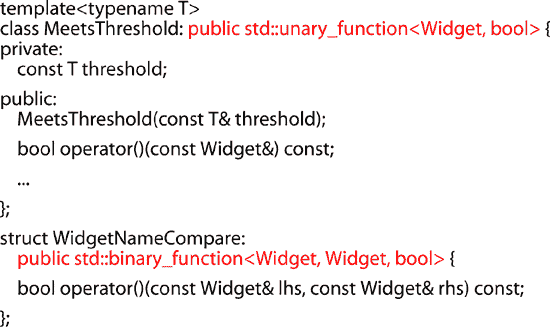 template<typename T>
class MeetsThreshold: public std::unary_function<Widget, bool> {
private:
const T threshold;
public:
MeetsThreshold(const T& threshold);
bool operator()(const Widget&) const;
...
};
struct WidgetNameCompare:
public std::binary_function<Widget, Widget, bool> {
bool operator()(const Widget& lhs, const Widget& rhs) const;
};